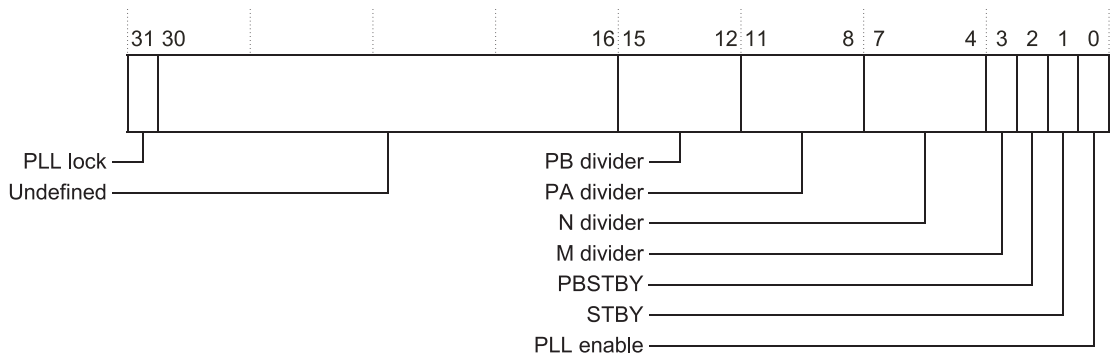 31 30 16 15 12 11 8 7 4 3 2 1 0
PLL lock PB divider
Undefined PA divider
N divider
M divider
PBSTBY
STBY
PLL enable